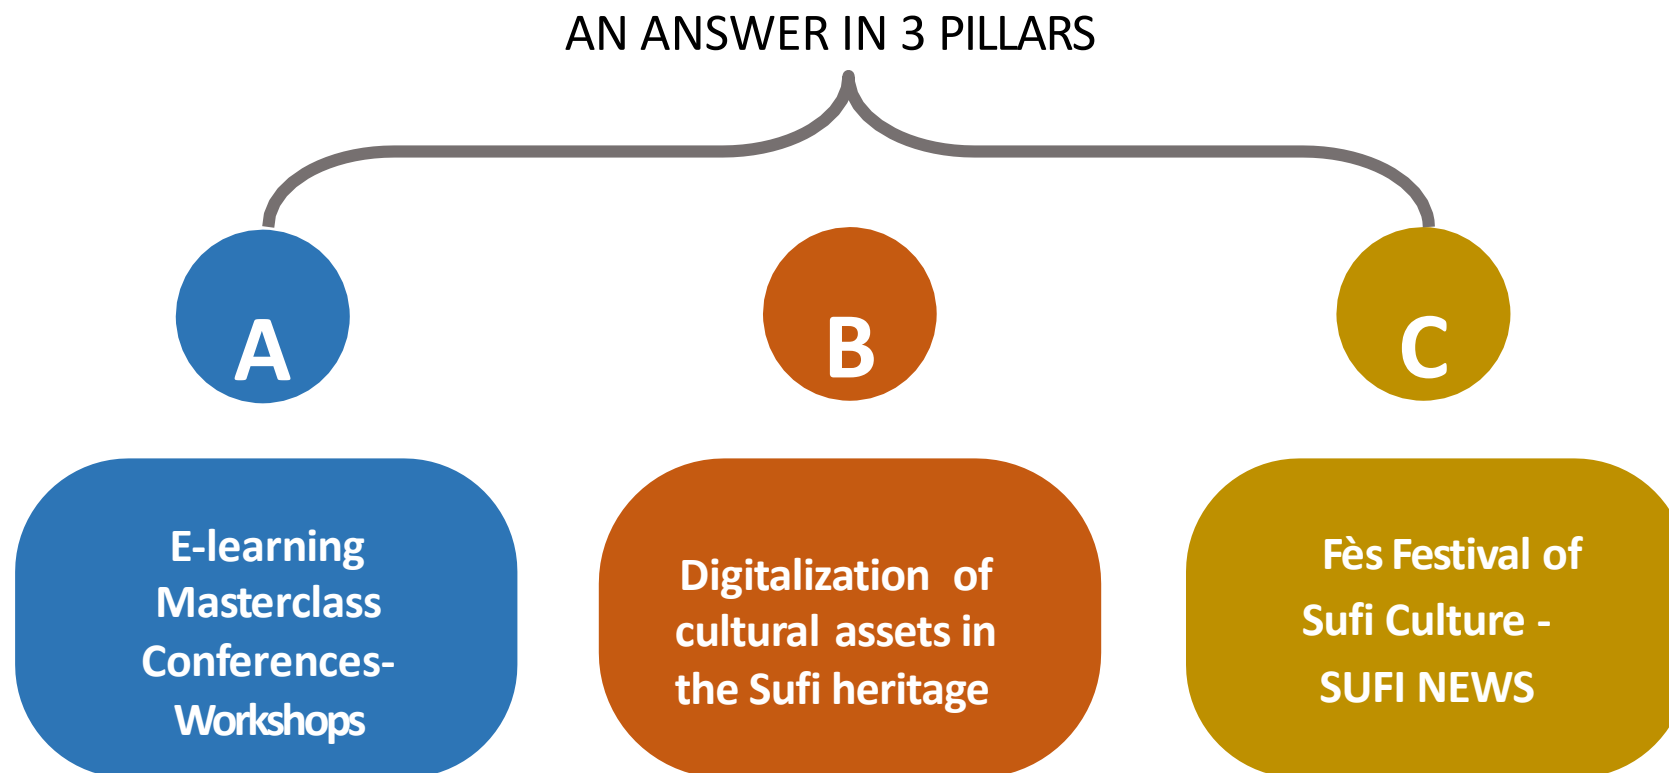 AN ANSWER IN 3 PILLARS
A
B
C
E-learning
Masterclass
Conferences-
Workshops
Digitalization of
cultural assets in
the Sufi heritage
Fès Festival of
Sufi Culture -
SUFI NEWS